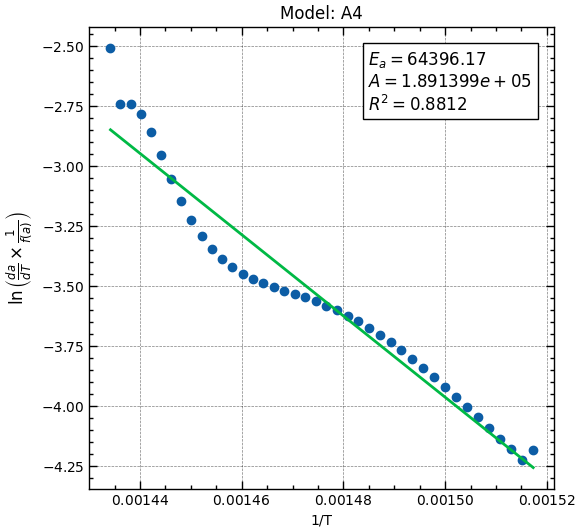 Model: A4
E_a = 64396.17
A = 1.891399e + 05
R^2 = 0.8812
−2.50
−2.75
−3.00
−3.25
−3.50
−3.75
−4.00
−4.25
ln (da/dT × 1/f(a))
0.00144 0.00146 0.00148 0.00150 0.00152
1/T